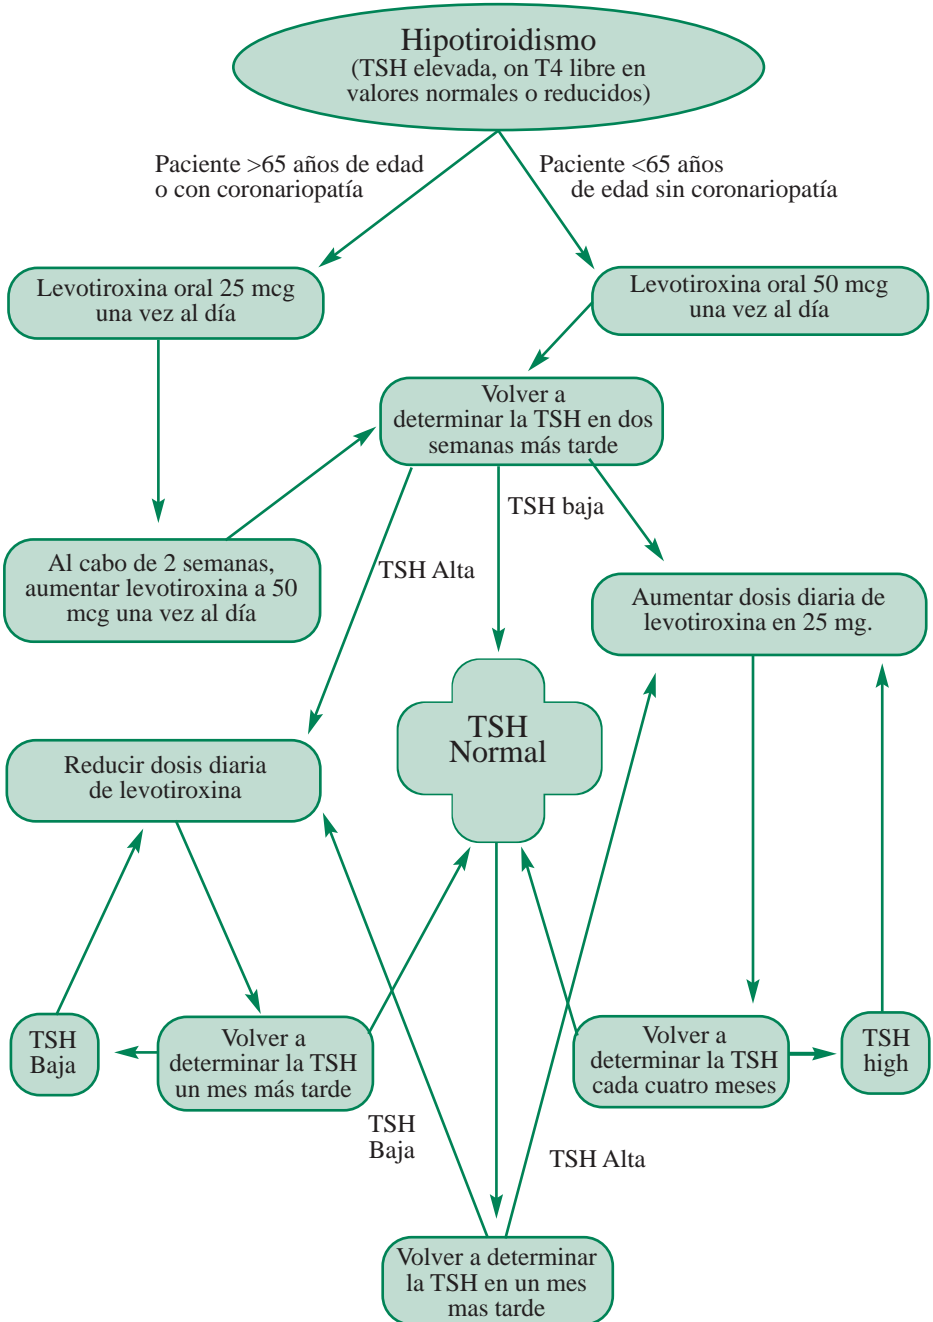 Hipotiroidismo
(TSH elevada, on T4 libre en
valores normales o reducidos)
Paciente >65 años de edad
o con coronariopatía
Paciente <65 años
de edad sin coronariopatía
Levotiroxina oral 25 mcg
una vez al día
Levotiroxina oral 50 mcg
una vez al día
Volver a
determinar la TSH en dos
semanas más tarde
TSH baja
TSH Alta
Al cabo de 2 semanas,
aumentar levotiroxina a 50
mcg una vez al día
Aumentar dosis diaria de
levotiroxina en 25 mg.
TSH
Normal
Reducir dosis diaria
de levotiroxina
TSH
Baja
Volver a
determinar la TSH
un mes más tarde
Volver a
determinar la TSH
cada cuatro meses
TSH
high
TSH
Baja
TSH Alta
Volver a determinar
la TSH en un mes
mas tarde